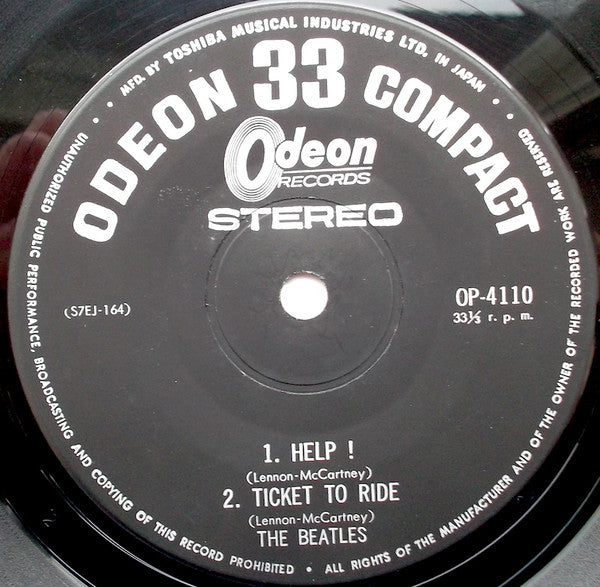 · MFD. BY TOSHIBA MUSICAL INDUSTRIES LTD. IN JAPAN ·
ODEON 33 COMPACT
Odeon
RECORDS
STEREO
(S7EJ-164)
OP-4110
33⅓ r. p. m.
1. HELP !
(Lennon-McCartney)
2. TICKET TO RIDE
(Lennon-McCartney)
THE BEATLES
· UNAUTHORIZED PUBLIC PERFORMANCE, BROADCASTING AND COPYING OF THIS RECORD PROHIBITED · ALL RIGHTS OF THE MANUFACTURER AND OF THE OWNER OF THE RECORDED WORK ARE RESERVED ·